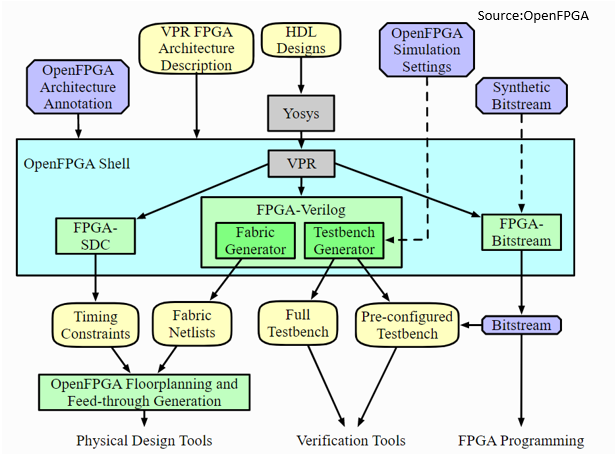 Source:OpenFPGA
OpenFPGA
Architecture
Annotation
VPR FPGA
Architecture
Description
HDL
Designs
OpenFPGA
Simulation
Settings
Synthetic
Bitstream
Yosys
OpenFPGA Shell
VPR
FPGA-
SDC
FPGA-Verilog
Fabric
Generator
Testbench
Generator
FPGA-
Bitstream
Timing
Constraints
Fabric
Netlists
Full
Testbench
Pre-configured
Testbench
Bitstream
OpenFPGA Floorplanning and
Feed-through Generation
Physical Design Tools
Verification Tools
FPGA Programming